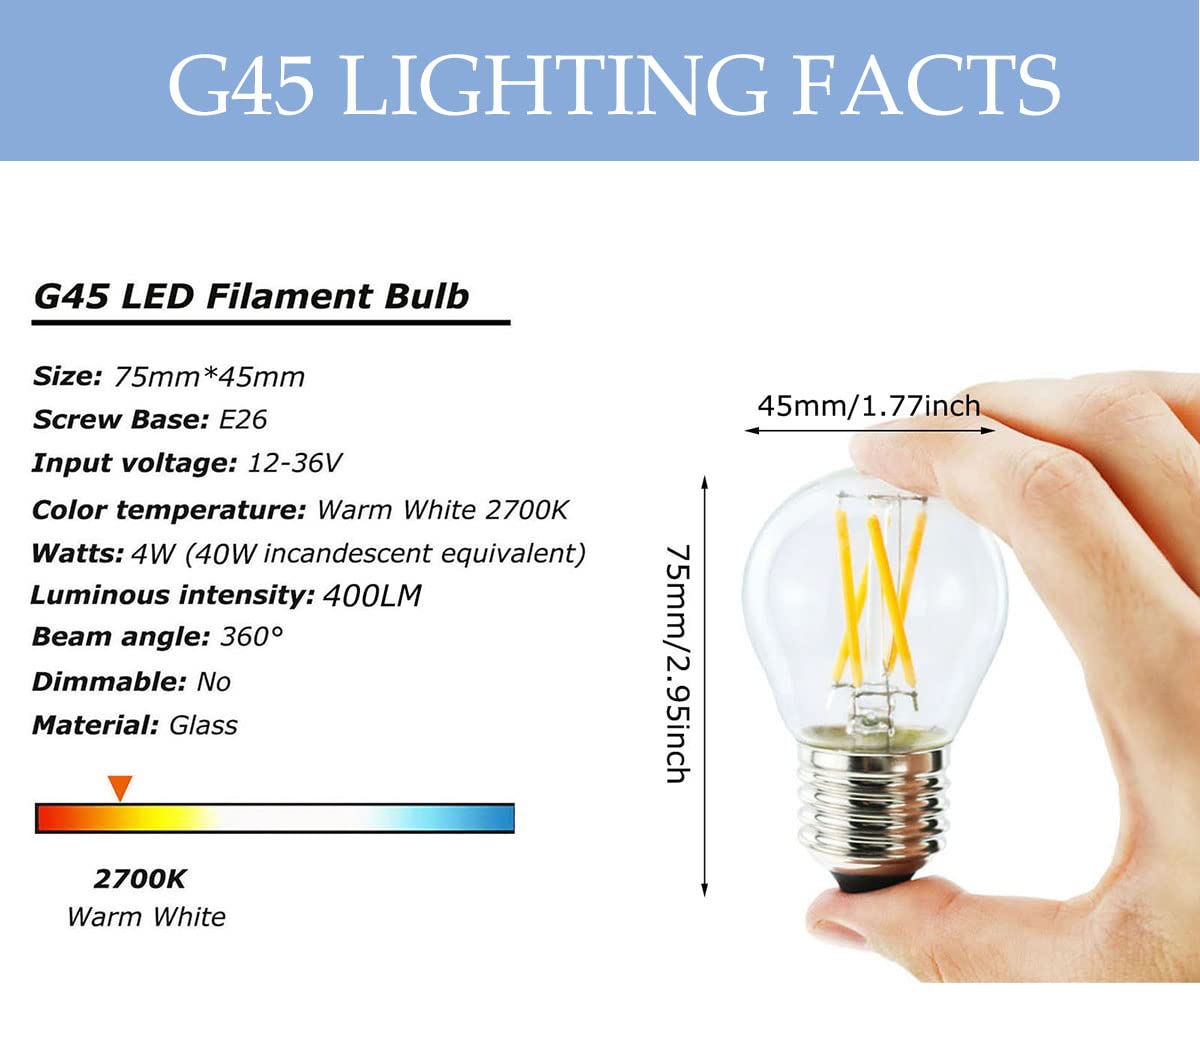 G45 LIGHTING FACTS
G45 LED Filament Bulb
Size: 75mm*45mm
Screw Base: E26
Input voltage: 12-36V
Color temperature: Warm White 2700K
Watts: 4W (40W incandescent equivalent)
Luminous intensity: 400LM
Beam angle: 360°
Dimmable: No
Material: Glass
2700K
Warm White
45mm/1.77inch
75mm/2.95inch